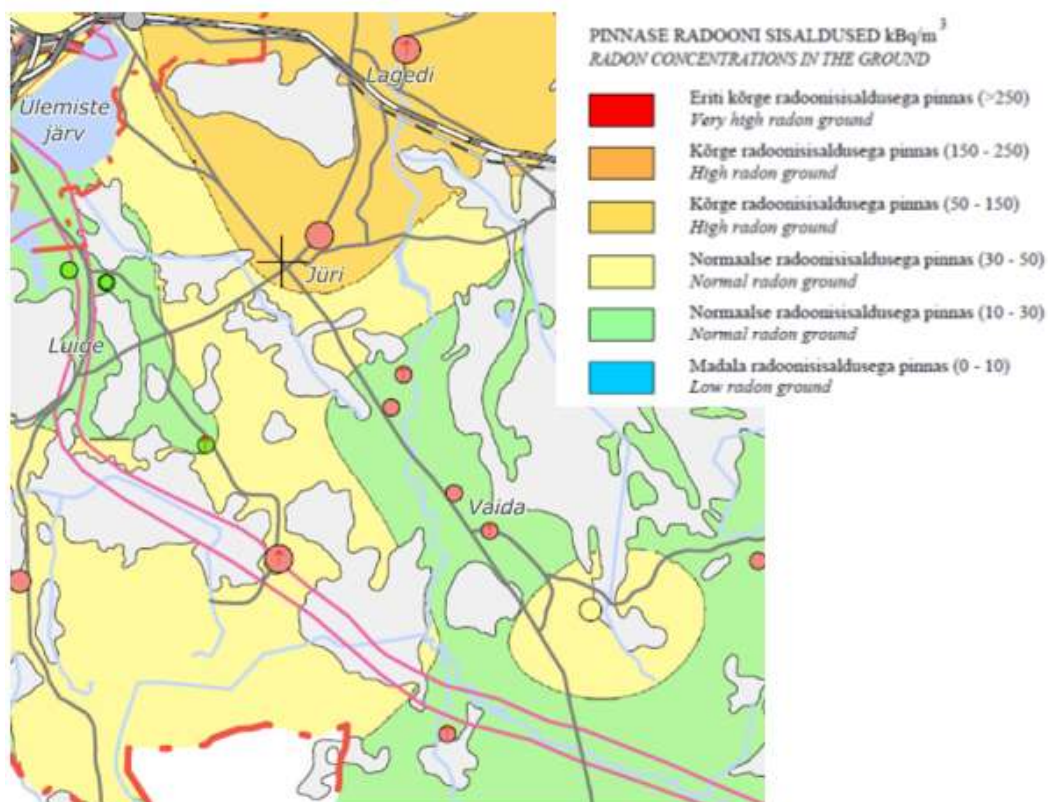 Lagedi
Ülemiste
järv
Jüri
Luige
Vaida
PINNASE RADOONI SISALDUSED kBq/m³
RADON CONCENTRATIONS IN THE GROUND
Eriti kõrge radoonisisaldusega pinnas (>250)
Very high radon ground
Kõrge radoonisisaldusega pinnas (150 - 250)
High radon ground
Kõrge radoonisisaldusega pinnas (50 - 150)
High radon ground
Normaalse radoonisisaldusega pinnas (30 - 50)
Normal radon ground
Normaalse radoonisisaldusega pinnas (10 - 30)
Normal radon ground
Madala radoonisisaldusega pinnas (0 - 10)
Low radon ground